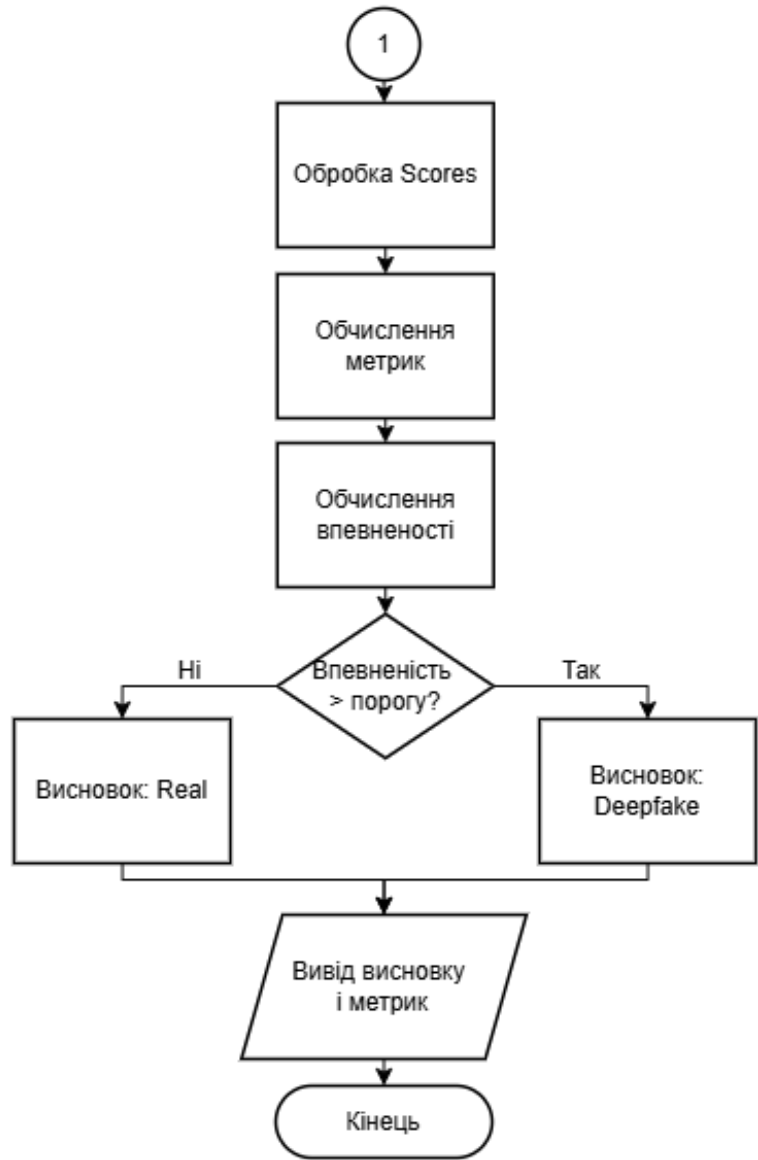 1
Обробка Scores
Обчислення
метрик
Обчислення
впевненості
Впевненість
> порогу?
Ні
Так
Висновок: Real
Висновок:
Deepfake
Вивід висновку
і метрик
Кінець